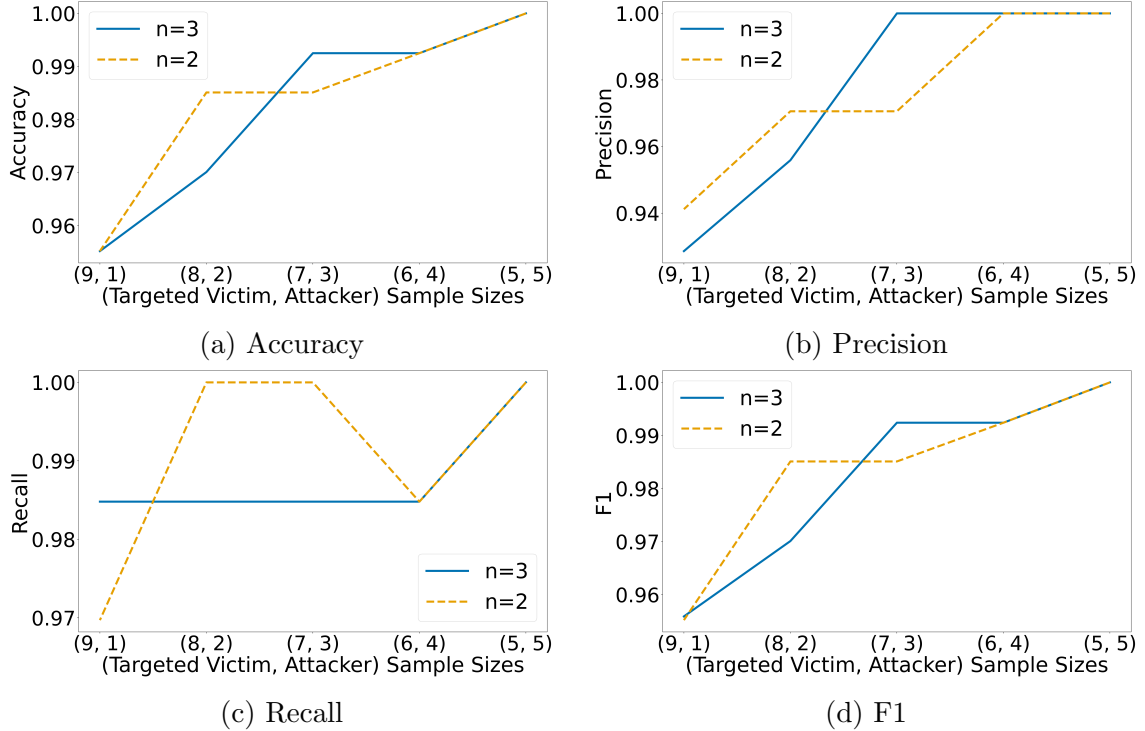 1.00
0.99
0.98
0.97
0.96
Accuracy
n=3
n=2
(9, 1) (8, 2) (7, 3) (6, 4) (5, 5)
(Targeted Victim, Attacker) Sample Sizes
(a) Accuracy
1.00
0.98
0.96
0.94
Precision
n=3
n=2
(9, 1) (8, 2) (7, 3) (6, 4) (5, 5)
(Targeted Victim, Attacker) Sample Sizes
(b) Precision
1.00
0.99
0.98
0.97
Recall
n=3
n=2
(9, 1) (8, 2) (7, 3) (6, 4) (5, 5)
(Targeted Victim, Attacker) Sample Sizes
(c) Recall
1.00
0.99
0.98
0.97
0.96
F1
n=3
n=2
(9, 1) (8, 2) (7, 3) (6, 4) (5, 5)
(Targeted Victim, Attacker) Sample Sizes
(d) F1